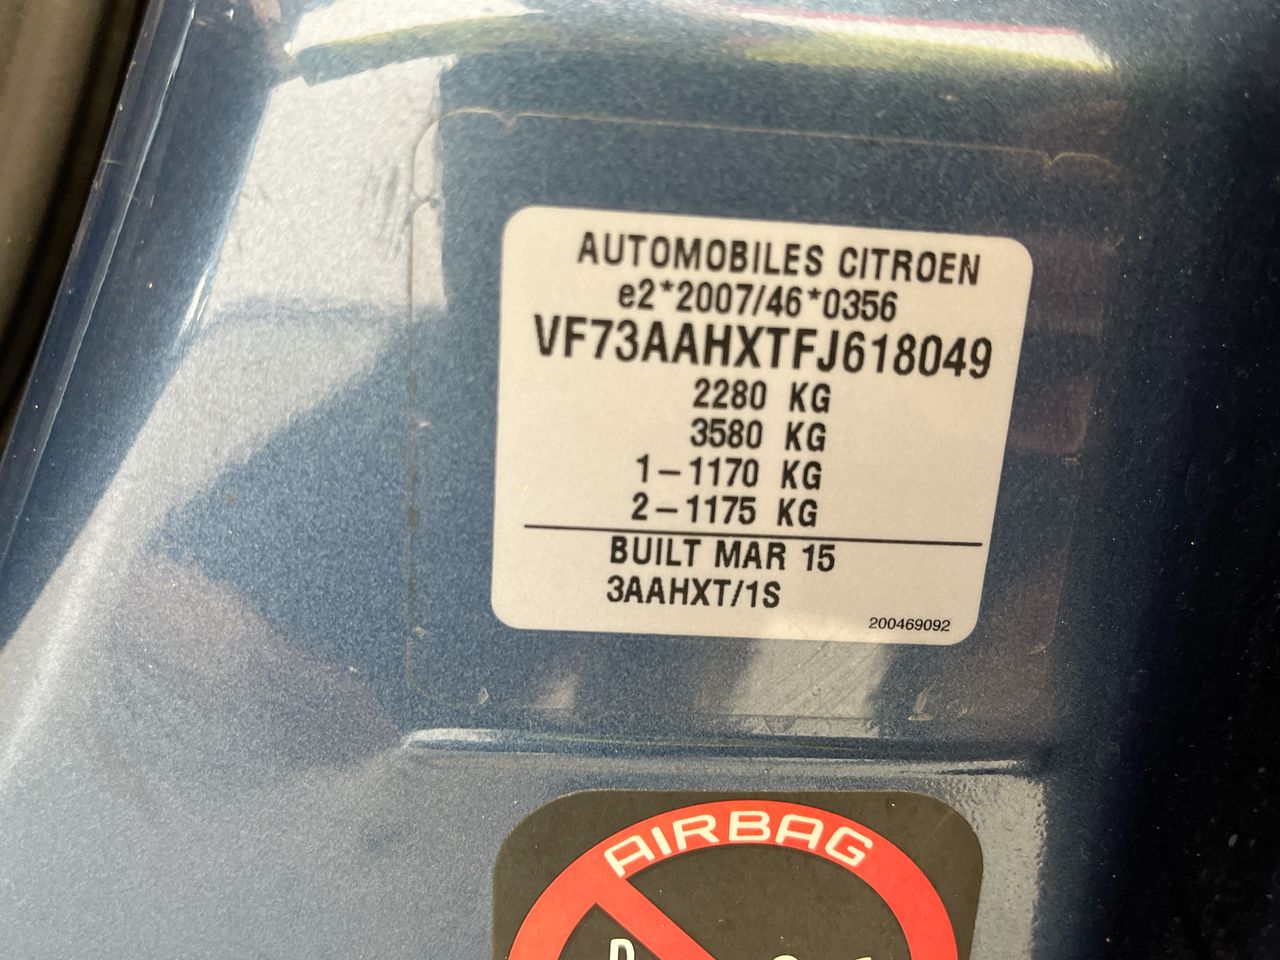 AUTOMOBILES CITROEN
e2*2007/46*0356
VF73AAHXTFJ618049
2280 KG
3580 KG
1-1170 KG
2-1175 KG
BUILT MAR 15
3AAHXT/1S
200469092
AIRBAG